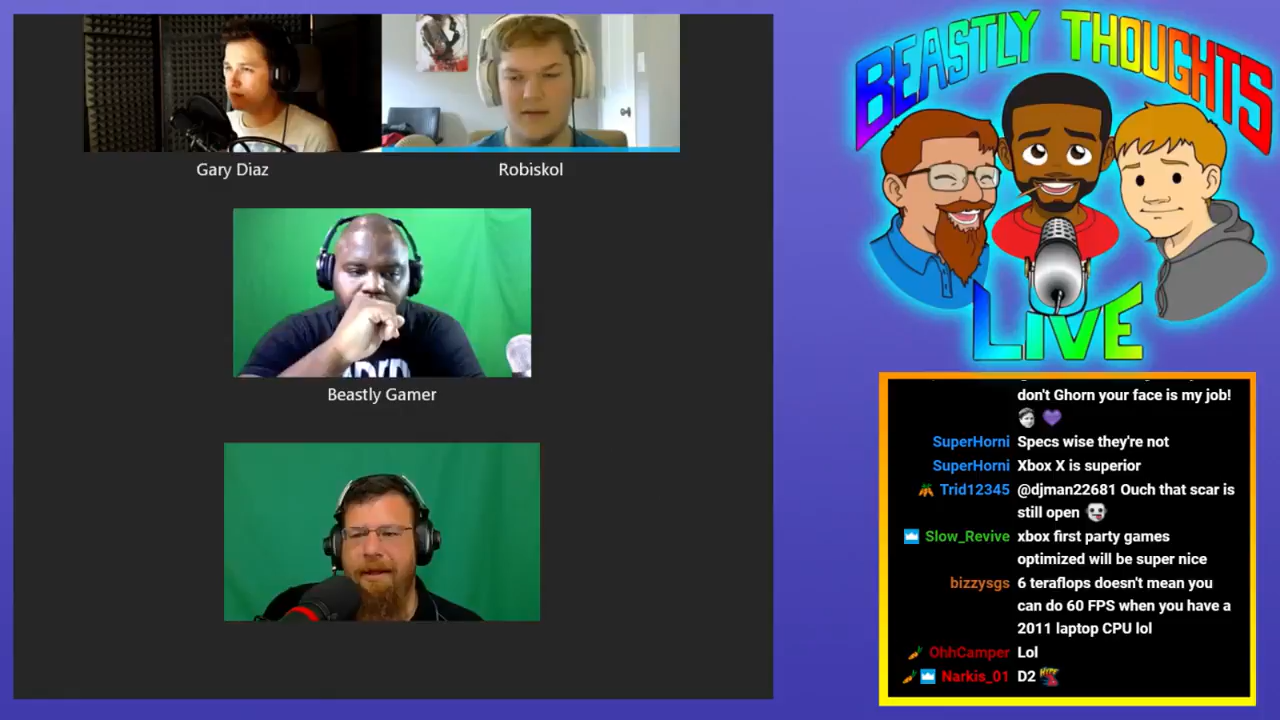 BEASTLY THOUGHTS
LIVE
Gary Diaz
Robiskol
Beastly Gamer
don't Ghorn your face is my job!
SuperHorni Specs wise they're not
SuperHorni Xbox X is superior
Trid12345 @djman22681 Ouch that scar is
still open
Slow_Revive xbox first party games
optimized will be super nice
bizzysgs 6 teraflops doesn't mean you
can do 60 FPS when you have a
2011 laptop CPU lol
OhhCamper Lol
Narkis_01 D2